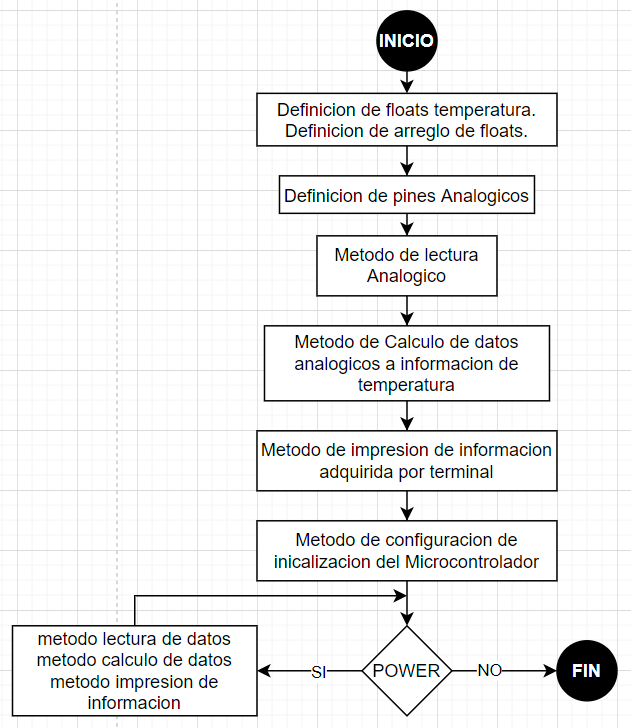 INICIO
Definicion de floats temperatura.
Definicion de arreglo de floats.
Definicion de pines Analogicos
Metodo de lectura
Analogico
Metodo de Calculo de datos
analogicos a informacion de
temperatura
Metodo de impresion de informacion
adquirida por terminal
Metodo de configuracion de
inicalizacion del Microcontrolador
metodo lectura de datos
metodo calculo de datos
metodo impresion de
informacion
SI
POWER
NO
FIN